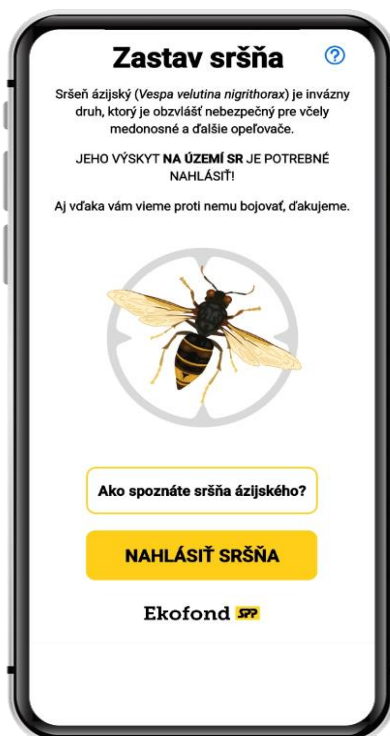 Zastav sršňa ?
Sršeň ázijský (Vespa velutina nigrithorax) je invázny
druh, ktorý je obzvlášť nebezpečný pre včely
medonosné a ďalšie opeľovače.
JEHO VÝSKYT NA ÚZEMÍ SR JE POTREBNÉ
NAHLÁSIŤ!
Aj vďaka vám vieme proti nemu bojovať, ďakujeme.
Ako spoznáte sršňa ázijského?
NAHLÁSIŤ SRŠŇA
Ekofond SPP